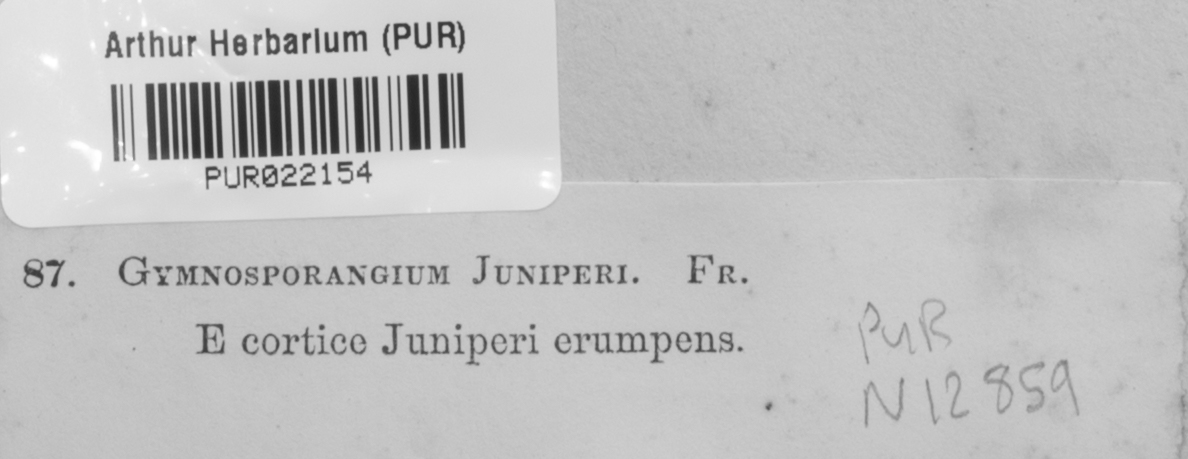 Arthur Herbarium (PUR)
PUR022154
87. GYMNOSPORANGIUM JUNIPERI. FR.
E cortice Juniperi erumpens.
PUR
N12859